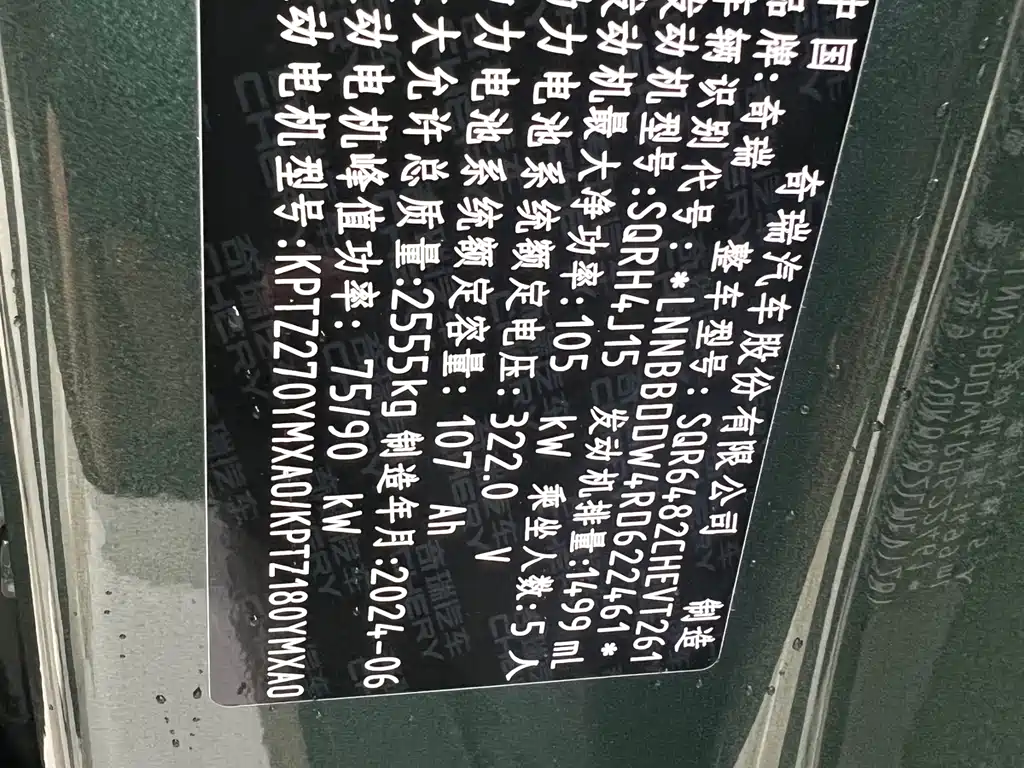 中国 奇瑞汽车股份有限公司 制造
品牌:奇瑞 整车型号: SQR6482CHEVT261
车辆识别代号:*LNNBBDDW4RD622461*
发动机型号:SQRH4J15 发动机排量:1499mL
发动机最大净功率:105 kW 乘坐人数:5人
动力电池系统额定电压:322.0 V
动力电池系统额定容量: 107 Ah
最大允许总质量:2555kg 制造年月:2024-06
驱动电机峰值功率: 75/90 kW
驱动电机型号:KPTZ270YMXA0/KPTZ180YMXA0